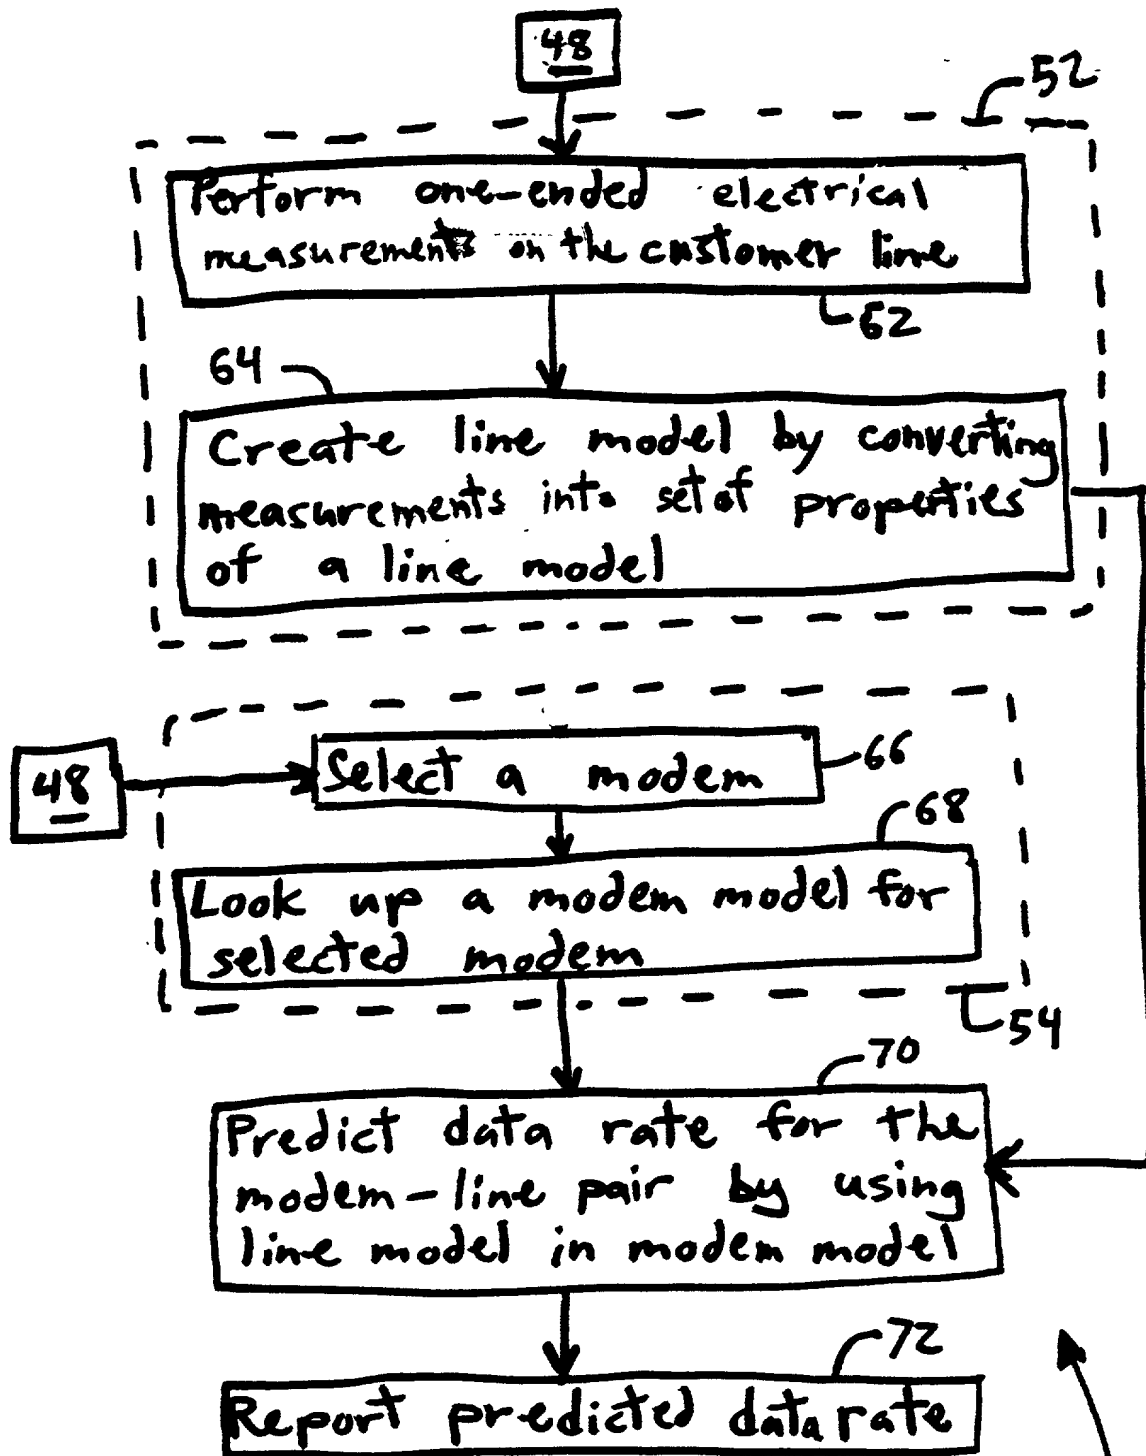 48
52
Perform one-ended electrical
measurements on the customer line
62
64
Create line model by converting
measurements into set of properties
of a line model
48
Select a modem
66
68
Look up a modem model for
selected modem
54
70
Predict data rate for the
modem-line pair by using
line model in modem model
72
Report predicted data rate